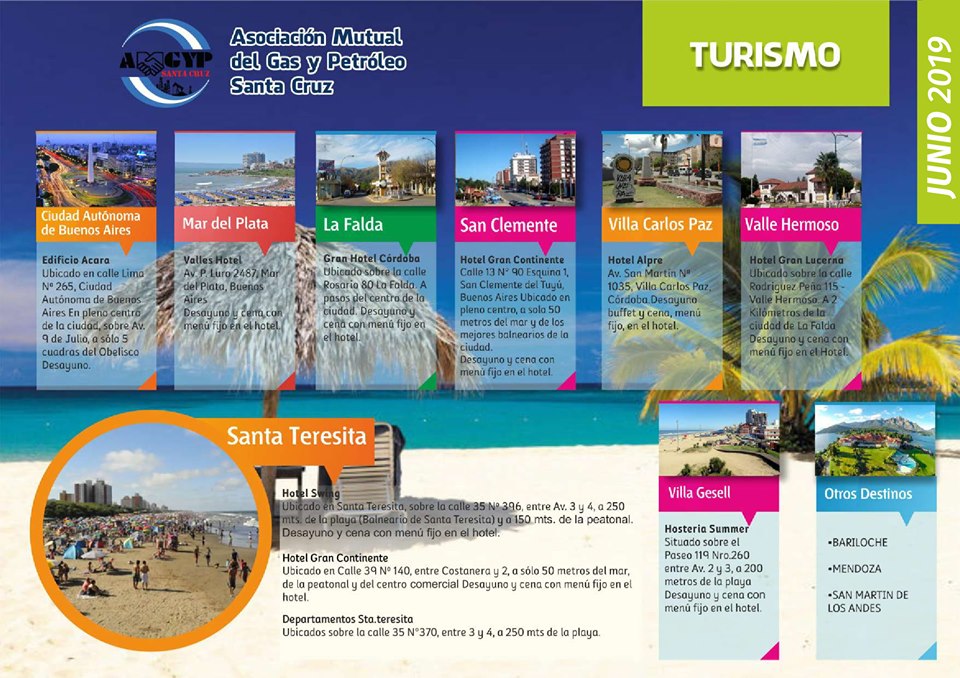 AMGYP
SANTA CRUZ
Asociación Mutual
del Gas y Petróleo
Santa Cruz
TURISMO
JUNIO 2019
Ciudad Autónoma
de Buenos Aires
Edificio Acara
Ubicado en calle Lima
Nº 265, Ciudad
Autónoma de Buenos
Aires En pleno centro
de la ciudad, sobre Av.
9 de Julio, a sólo 5
cuadras del Obelisco
Desayuno.
Mar del Plata
Valles Hotel
Av. P. Luro 2487, Mar
del Plata, Buenos
Aires
Desayuno y cena con
menú fijo en el hotel.
La Falda
Gran Hotel Córdoba
Ubicado sobre la calle
Rosario 80 La Falda. A
pasos del centro de la
ciudad. Desayuno y
cena con menú fijo en
el hotel.
San Clemente
Hotel Gran Continente
Calle 13 Nº 90 Esquina 1,
San Clemente del Tuyú,
Buenos Aires Ubicado en
pleno centro, a solo 50
metros del mar y de los
mejores balnearios de la
ciudad.
Desayuno y cena con
menú fijo en el hotel.
Villa Carlos Paz
Hotel Alpre
Av. San Martín Nº
1035, Villa Carlos Paz,
Córdoba.Desayuno
buffet y cena, menú
fijo, en el hotel.
Valle Hermoso
Hotel Gran Lucerna
Ubicado sobre la calle
Rodríguez Peña 115 -
Valle Hermoso. A 2
Kilómetros de la
ciudad de La Falda
Desayuno y cena con
menú fijo en el Hotel.
Santa Teresita
Hotel Swing
Ubicado en Santa Teresita, sobre la calle 35 Nº 396, entre Av. 3 y 4, a 250
mts. de la playa (Balneario de Santa Teresita) y a 150 mts. de la peatonal.
Desayuno y cena con menú fijo en el hotel.
Hotel Gran Continente
Ubicado en Calle 39 Nº 140, entre Costanera y 2, a sólo 50 metros del mar,
de la peatonal y del centro comercial Desayuno y cena con menú fijo en el
hotel.
Departamentos Sta.teresita
Ubicados sobre la calle 35 N°370, entre 3 y 4, a 250 mts de la playa.
Villa Gesell
Hosteria Summer
Situado sobre el
Paseo 119 Nro.260
entre Av. 2 y 3, a 200
metros de la playa
Desayuno y cena con
menú fijo en el hotel.
Otros Destinos
•BARILOCHE
•MENDOZA
•SAN MARTIN DE
LOS ANDES